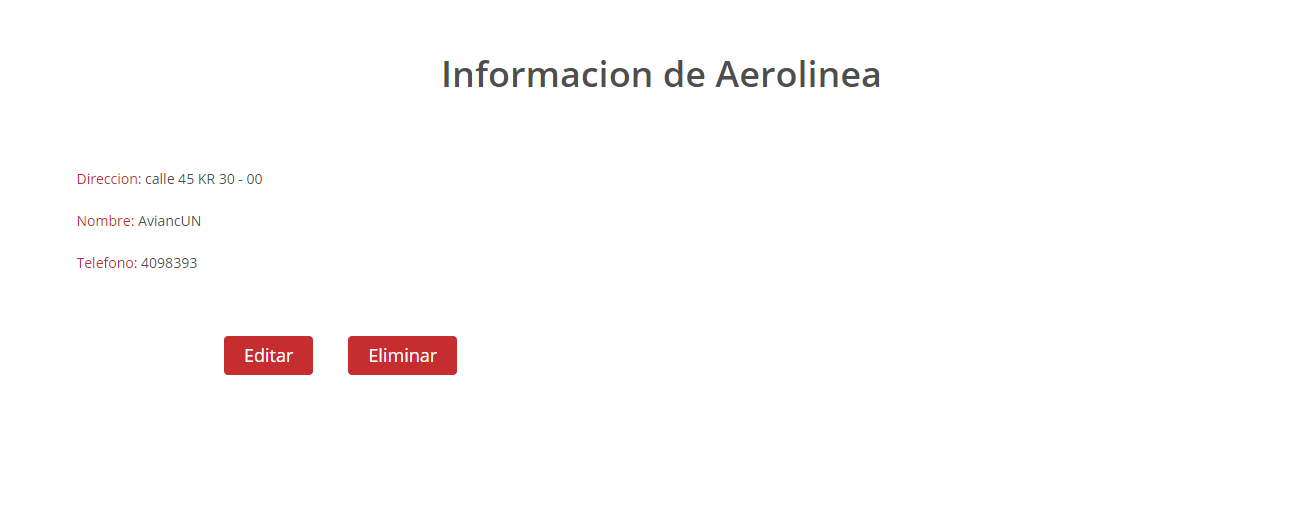 Informacion de Aerolinea
Direccion: calle 45 KR 30 - 00
Nombre: AviancUN
Telefono: 4098393
Editar Eliminar